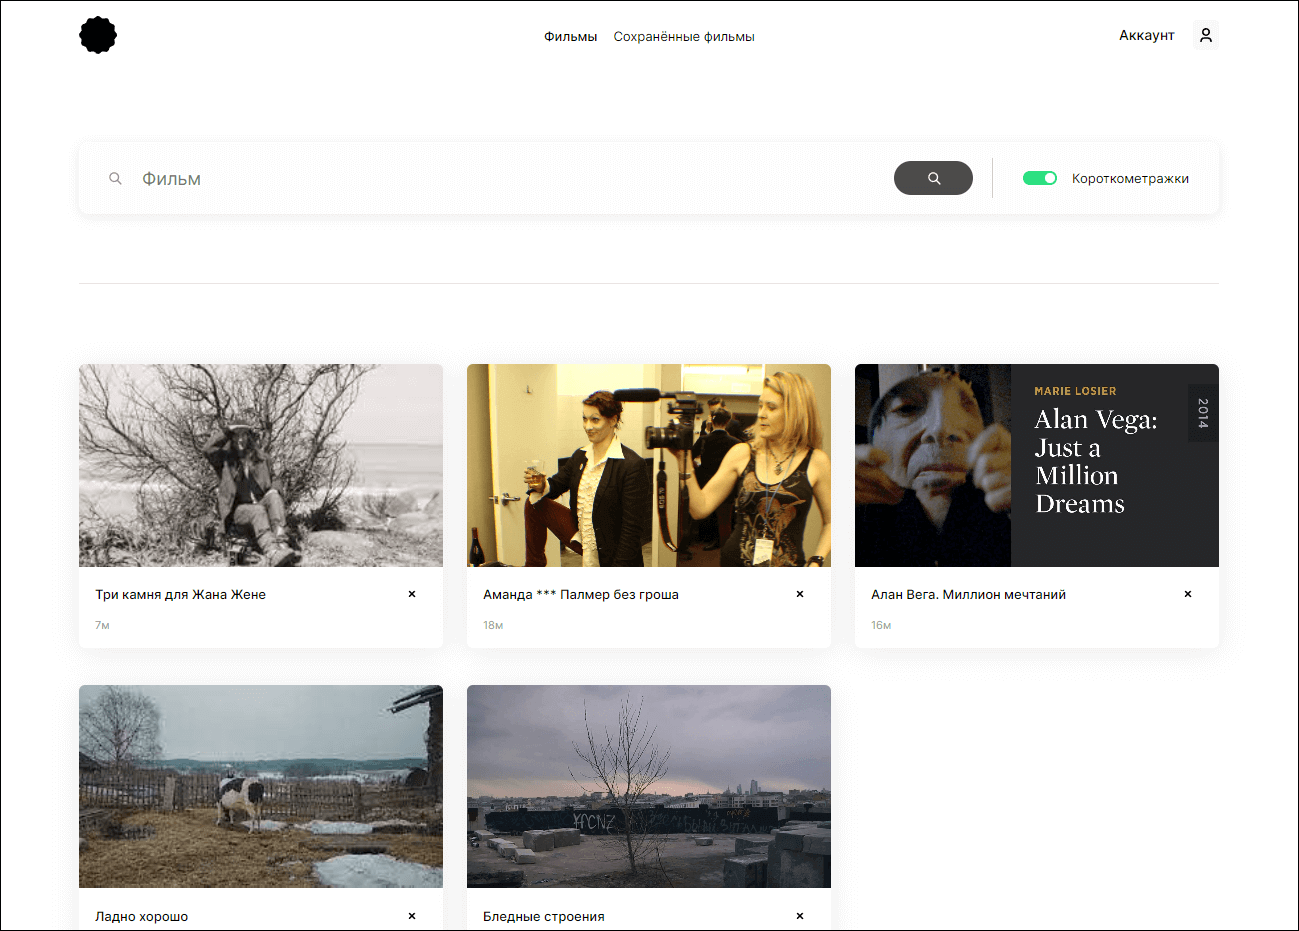 Фильмы Сохранённые фильмы Аккаунт
Фильм
Короткометражки
MARIE LOSIER
Alan Vega:
Just a
Million
Dreams
2014
Три камня для Жана Жене
7м
Аманда *** Палмер без гроша
18м
Алан Вега. Миллион мечтаний
16м
Ладно хорошо
Бледные строения